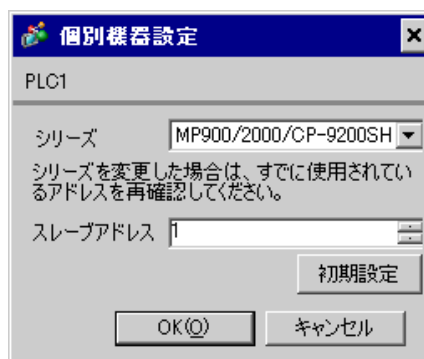 個別機器設定
PLC1
シリーズ MP900/2000/CP-9200SH
シリーズを変更した場合は、すでに使用されてい
るアドレスを再確認してください。
スレーブアドレス 1
初期設定
OK(O) キャンセル